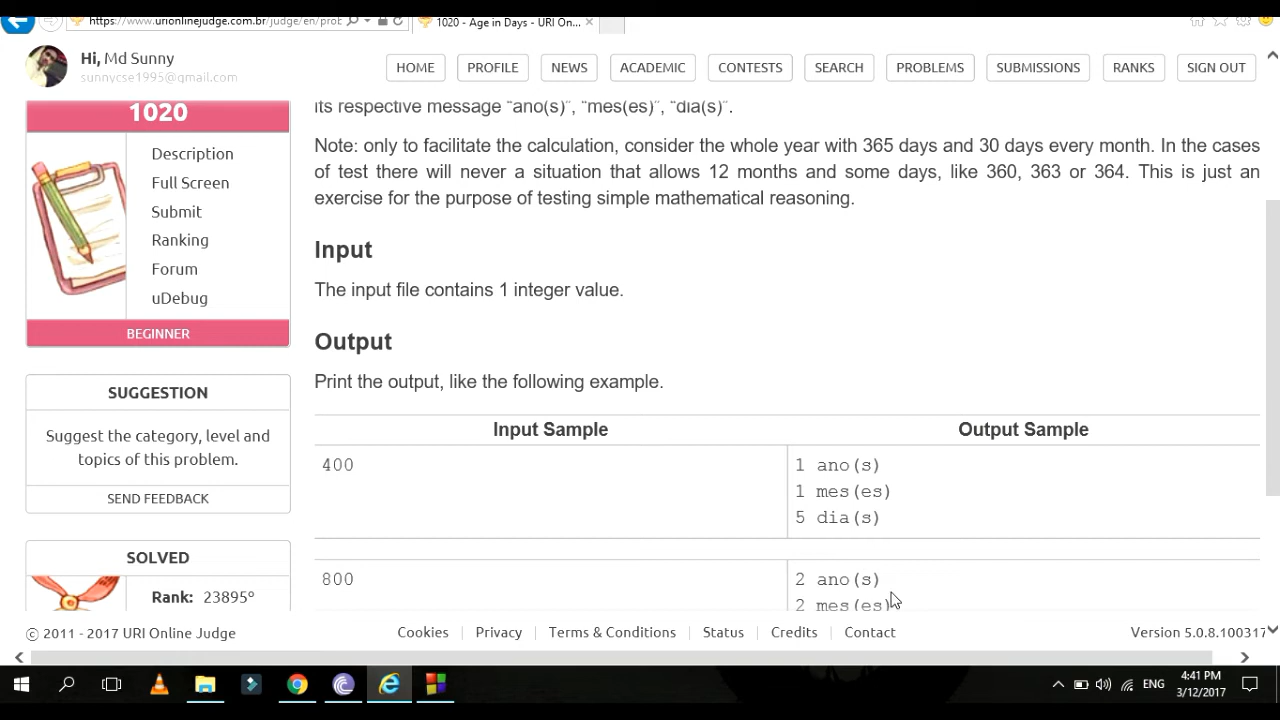 https://www.urionlinejudge.com.br/judge/en/prob
1020 - Age in Days - URI On...
Hi, Md Sunny
sunnycse1995@gmail.com
HOME
PROFILE
NEWS
ACADEMIC
CONTESTS
SEARCH
PROBLEMS
SUBMISSIONS
RANKS
SIGN OUT
1020
Description
Full Screen
Submit
Ranking
Forum
uDebug
BEGINNER
SUGGESTION
Suggest the category, level and
topics of this problem.
SEND FEEDBACK
SOLVED
Rank: 23895º
its respective message “ano(s)”, “mes(es)”, “dia(s)”.
Note: only to facilitate the calculation, consider the whole year with 365 days and 30 days every month. In the cases
of test there will never a situation that allows 12 months and some days, like 360, 363 or 364. This is just an
exercise for the purpose of testing simple mathematical reasoning.
Input
The input file contains 1 integer value.
Output
Print the output, like the following example.
Input Sample
Output Sample
400
1 ano(s)
1 mes(es)
5 dia(s)
800
2 ano(s)
2 mes(es)
© 2011 - 2017 URI Online Judge
Cookies
Privacy
Terms & Conditions
Status
Credits
Contact
Version 5.0.8.100317
ENG
4:41 PM
3/12/2017